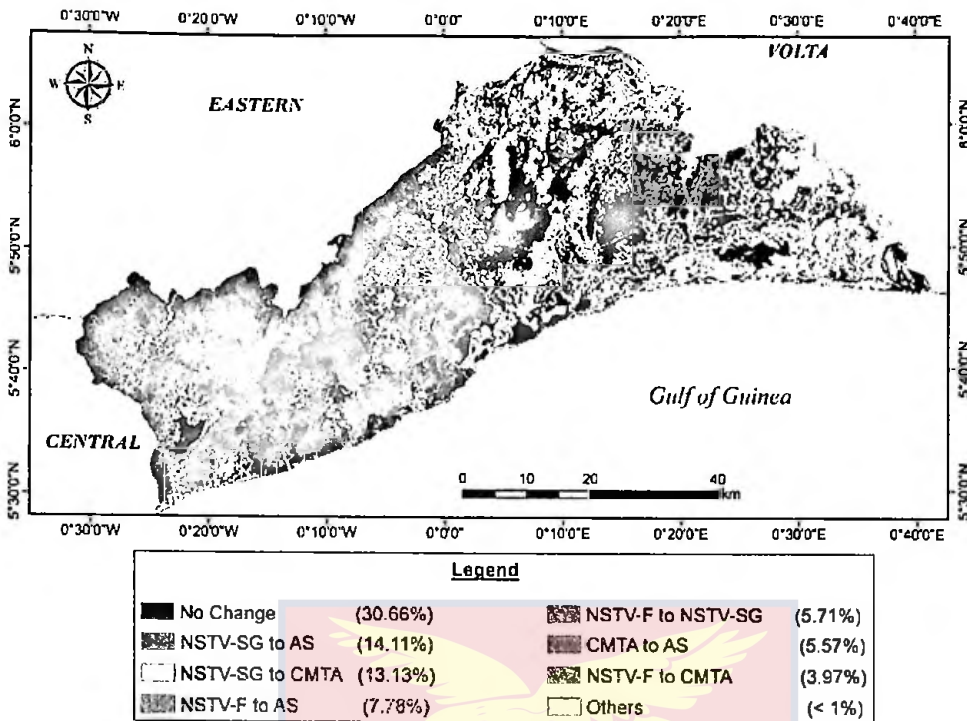 0°30'0"W 0°20'0"W 0°10'0"W 0°0'0" 0°10'0"E 0°20'0"E 0°30'0"E 0°40'0"E
N
W E
S
VOLTA
EASTERN
6°0'0"N 6°0'0"N
5°50'0"N 5°50'0"N
5°40'0"N 5°40'0"N
Gulf of Guinea
CENTRAL
0 10 20 40
km
5°30'0"N 5°30'0"N
0°30'0"W 0°20'0"W 0°10'0"W 0°0'0" 0°10'0"E 0°20'0"E 0°30'0"E 0°40'0"E
Legend
No Change (30.66%) NSTV-F to NSTV-SG (5.71%)
NSTV-SG to AS (14.11%) CMTA to AS (5.57%)
NSTV-SG to CMTA (13.13%) NSTV-F to CMTA (3.97%)
NSTV-F to AS (7.78%) Others (< 1%)